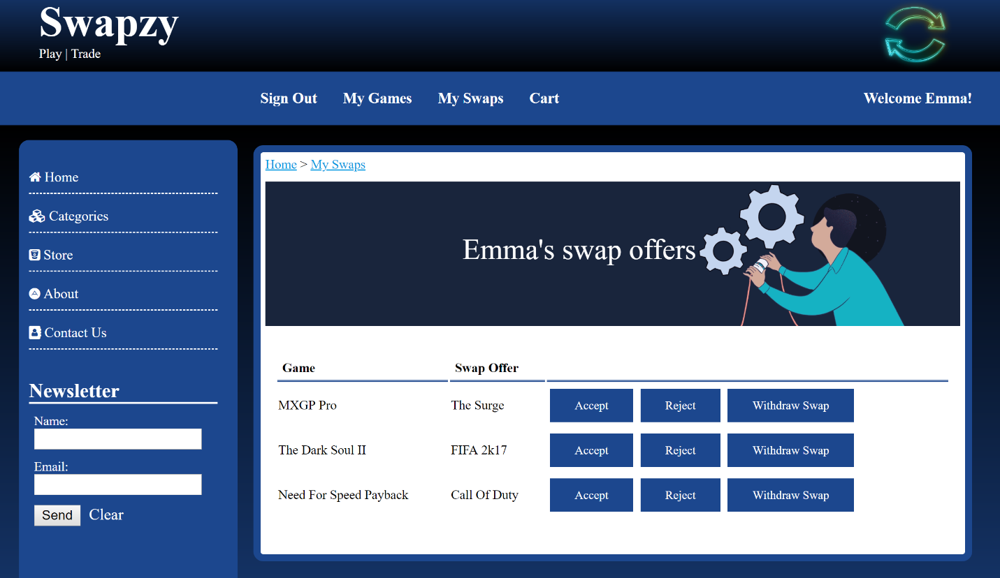 Swapzy
Play | Trade
Sign Out My Games My Swaps Cart Welcome Emma!
Home
Categories
Store
About
Contact Us
Newsletter
Name:
Email:
Send Clear
Home > My Swaps
Emma's swap offers
Game Swap Offer
MXGP Pro The Surge Accept Reject Withdraw Swap
The Dark Soul II FIFA 2k17 Accept Reject Withdraw Swap
Need For Speed Payback Call Of Duty Accept Reject Withdraw Swap